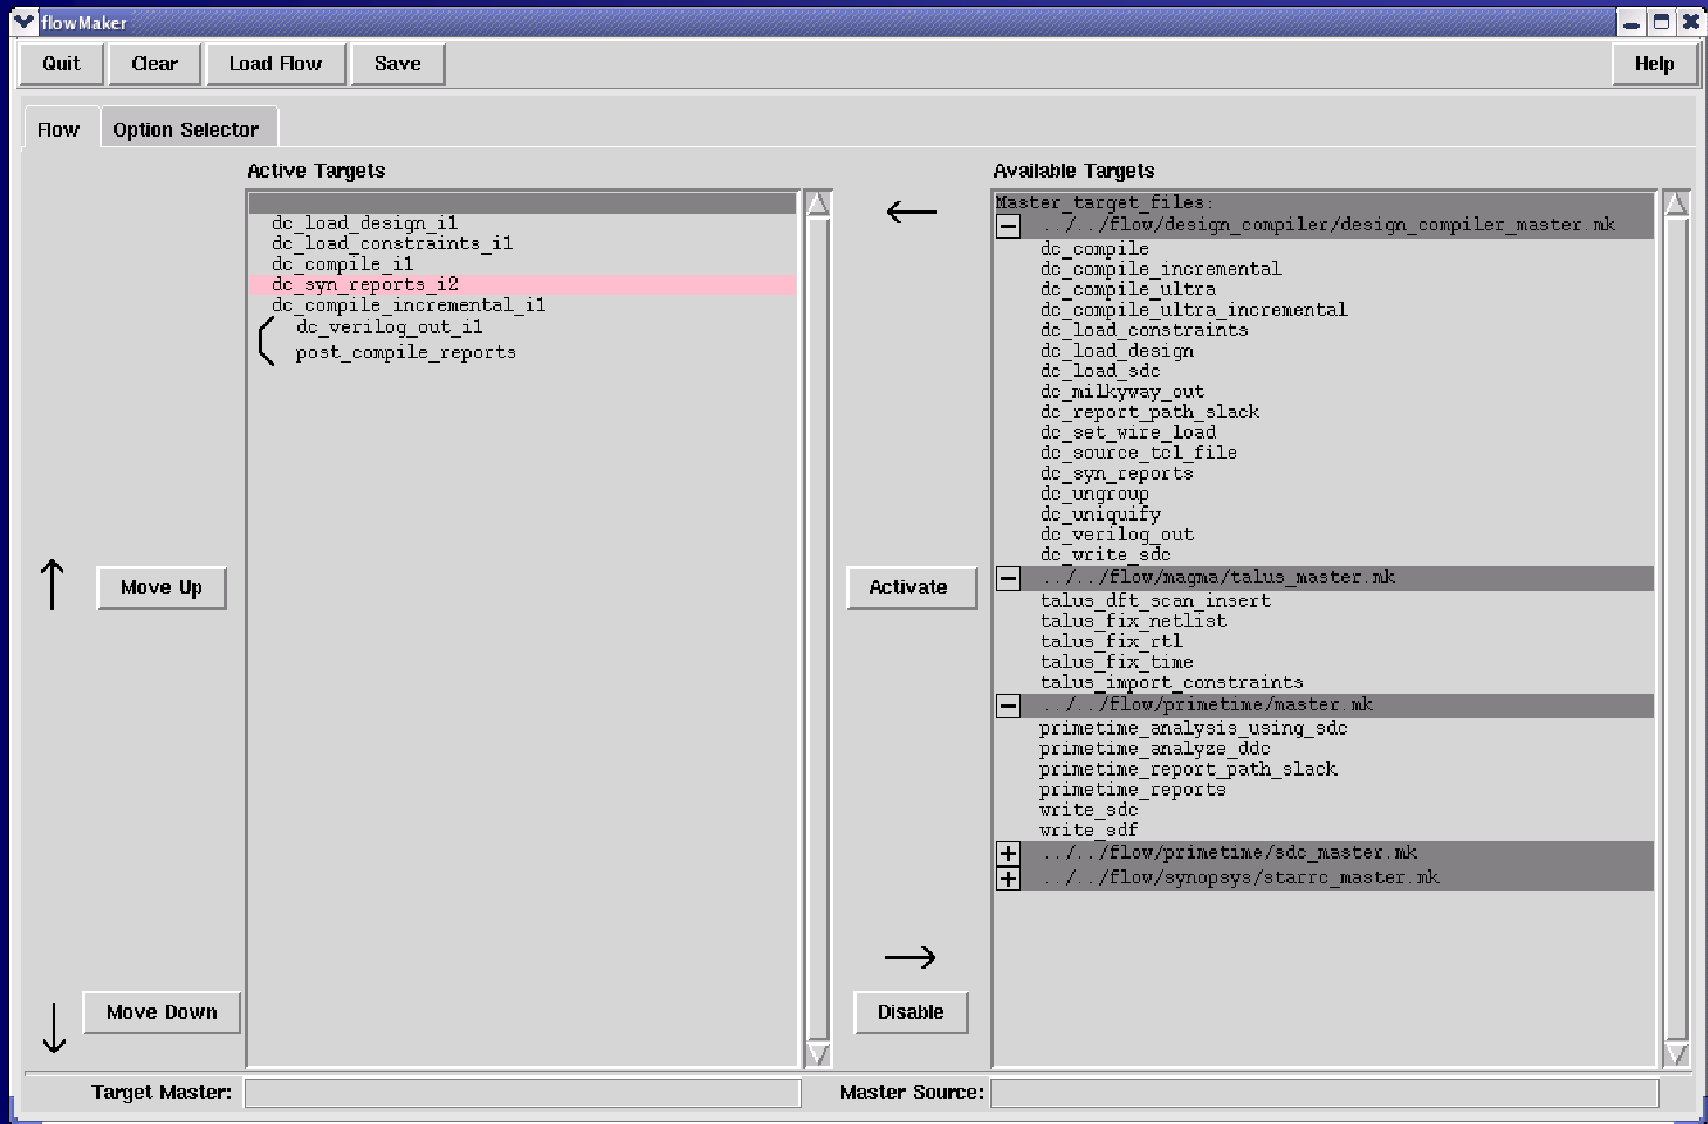 flowMaker
Quit Clear Load Flow Save Help
Flow Option Selector
Active Targets
dc_load_design_i1
dc_load_constraints_i1
dc_compile_i1
dc_syn_reports_i2
dc_compile_incremental_i1
dc_verilog_out_i1
post_compile_reports
Move Up
Move Down
Activate
Disable
Available Targets
Master_target_files:
../../flow/design_compiler/design_compiler_master.mk
dc_compile
dc_compile_incremental
dc_compile_ultra
dc_compile_ultra_incremental
dc_load_constraints
dc_load_design
dc_load_sdc
dc_milkyway_out
dc_report_path_slack
dc_set_wire_load
dc_source_tcl_file
dc_syn_reports
dc_ungroup
dc_uniquify
dc_verilog_out
dc_write_sdc
../../flow/magma/talus_master.mk
talus_dft_scan_insert
talus_fix_netlist
talus_fix_rtl
talus_fix_time
talus_import_constraints
../../flow/primetime/master.mk
primetime_analysis_using_sdc
primetime_analyze_ddc
primetime_report_path_slack
primetime_reports
write_sdc
write_sdf
../../flow/primetime/sdc_master.mk
../../flow/synopsys/starrc_master.mk
Target Master:
Master Source: